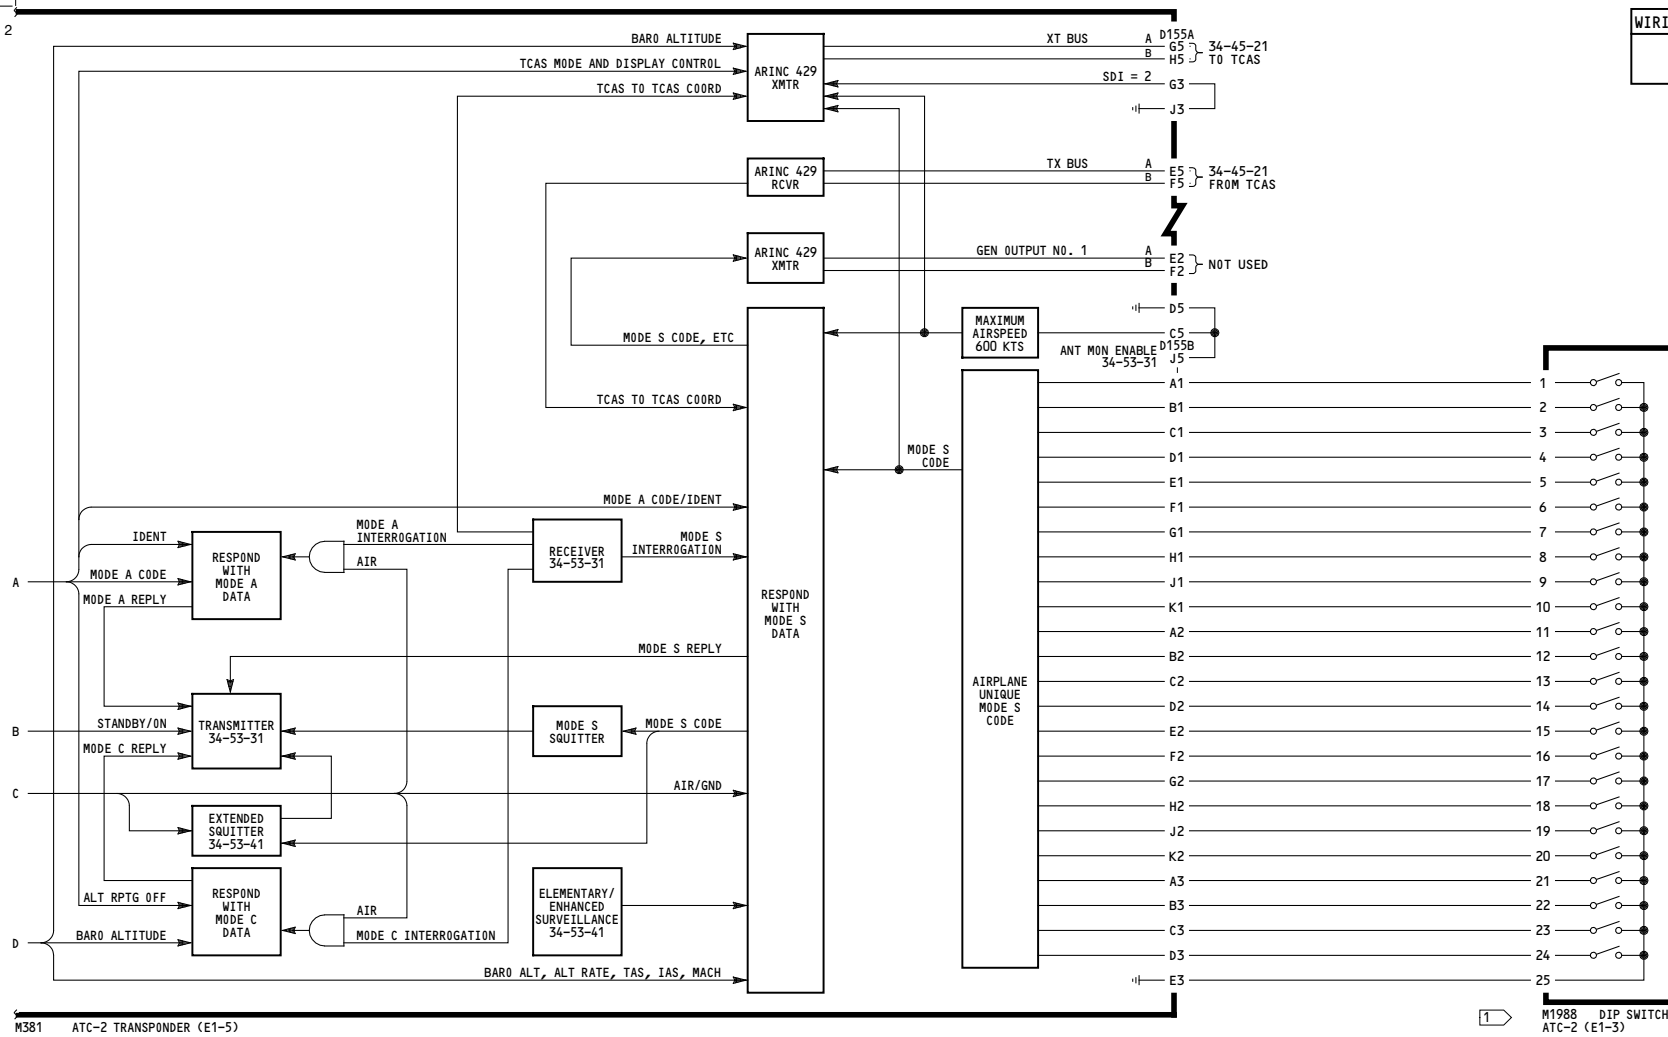 2
WIRI
BARO ALTITUDE
TCAS MODE AND DISPLAY CONTROL
TCAS TO TCAS COORD
ARINC 429
XMTR
XT BUS
A
B
D155A
G5
H5
34-45-21
TO TCAS
SDI = 2
G3
J3
ARINC 429
RCVR
TX BUS
A
B
E5
F5
34-45-21
FROM TCAS
ARINC 429
XMTR
GEN OUTPUT NO. 1
A
B
E2
F2
NOT USED
D5
C5
D155B
J5
MAXIMUM
AIRSPEED
600 KTS
ANT MON ENABLE
34-53-31
MODE S CODE, ETC
TCAS TO TCAS COORD
MODE S
CODE
MODE A CODE/IDENT
IDENT
MODE A CODE
MODE A REPLY
RESPOND
WITH
MODE A
DATA
MODE A
INTERROGATION
AIR
RECEIVER
34-53-31
MODE S
INTERROGATION
A
RESPOND
WITH
MODE S
DATA
MODE S REPLY
B
STANDBY/ON
MODE C REPLY
TRANSMITTER
34-53-31
MODE S
SQUITTER
MODE S CODE
C
AIR/GND
EXTENDED
SQUITTER
34-53-41
ALT RPTG OFF
RESPOND
WITH
MODE C
DATA
AIR
MODE C INTERROGATION
ELEMENTARY/
ENHANCED
SURVEILLANCE
34-53-41
D
BARO ALTITUDE
BARO ALT, ALT RATE, TAS, IAS, MACH
AIRPLANE
UNIQUE
MODE S
CODE
A1 1
B1 2
C1 3
D1 4
E1 5
F1 6
G1 7
H1 8
J1 9
K1 10
A2 11
B2 12
C2 13
D2 14
E2 15
F2 16
G2 17
H2 18
J2 19
K2 20
A3 21
B3 22
C3 23
D3 24
E3 25
M381 ATC-2 TRANSPONDER (E1-5)
1
M1988 DIP SWITCH
ATC-2 (E1-3)